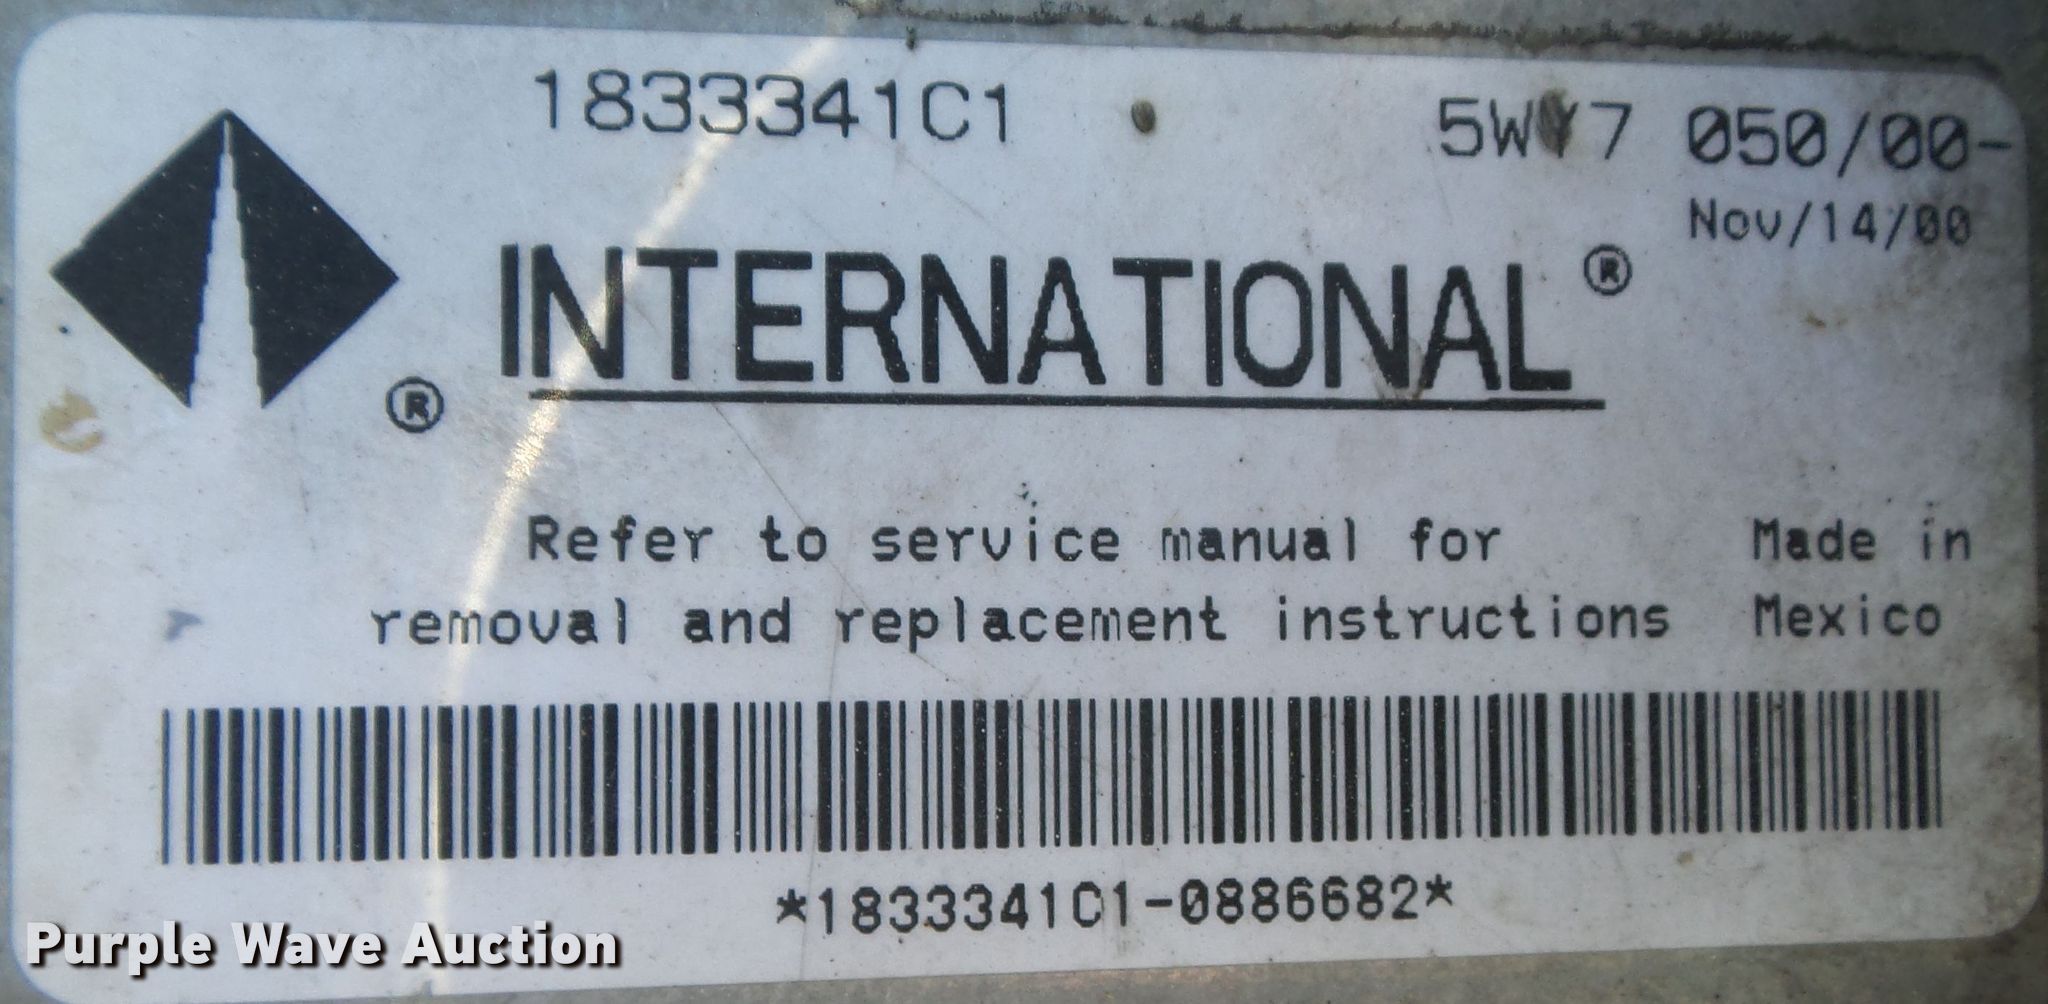 1833341C1 5WY7 050/00-
Nov/14/00
INTERNATIONAL®
®
Refer to service manual for
removal and replacement instructions
Made in
Mexico
*1833341C1-0886682*
Purple Wave Auction